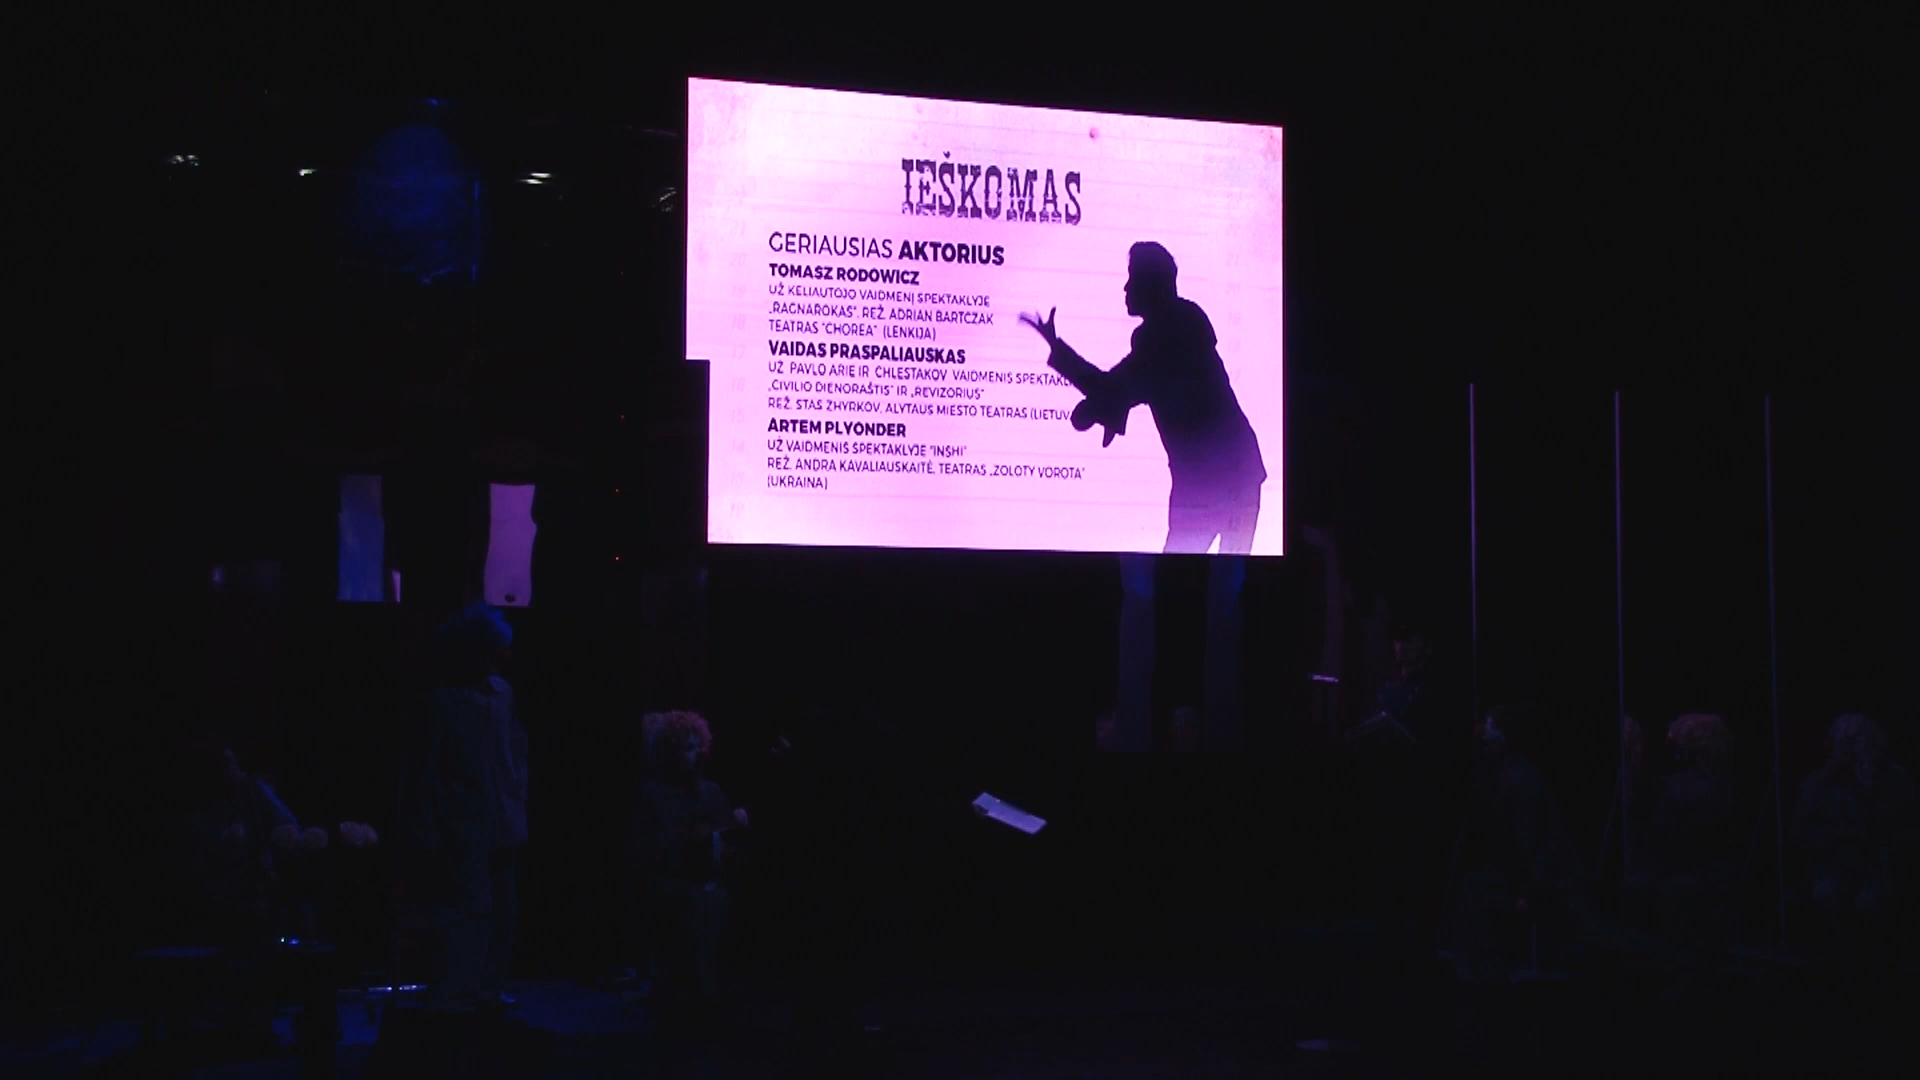 IEŠKOMAS
GERIAUSIAS AKTORIUS
TOMASZ RODOWICZ
UŽ KELIAUTOJO VAIDMENĮ SPEKTAKLYJE
„RAGNAROKAS“, REŽ. ADRIAN BARTCZAK
TEATRAS "CHOREA" (LENKIJA)
VAIDAS PRASPALIAUSKAS
UŽ PAVLO ARIE IR CHLESTAKOV VAIDMENIS
„CIVILIO DIENORAŠTIS“ IR „REVIZORIUS“
REŽ. STAS ZHYRKOV, ALYTAUS MIESTO TEATRAS
ARTEM PLYONDER
UŽ VAIDMENIS SPEKTAKLYJE "INSHI"
REŽ. ANDRA KAVALIAUSKAITĖ, TEATRAS „ZOLOTY VOROTA“
(UKRAINA)